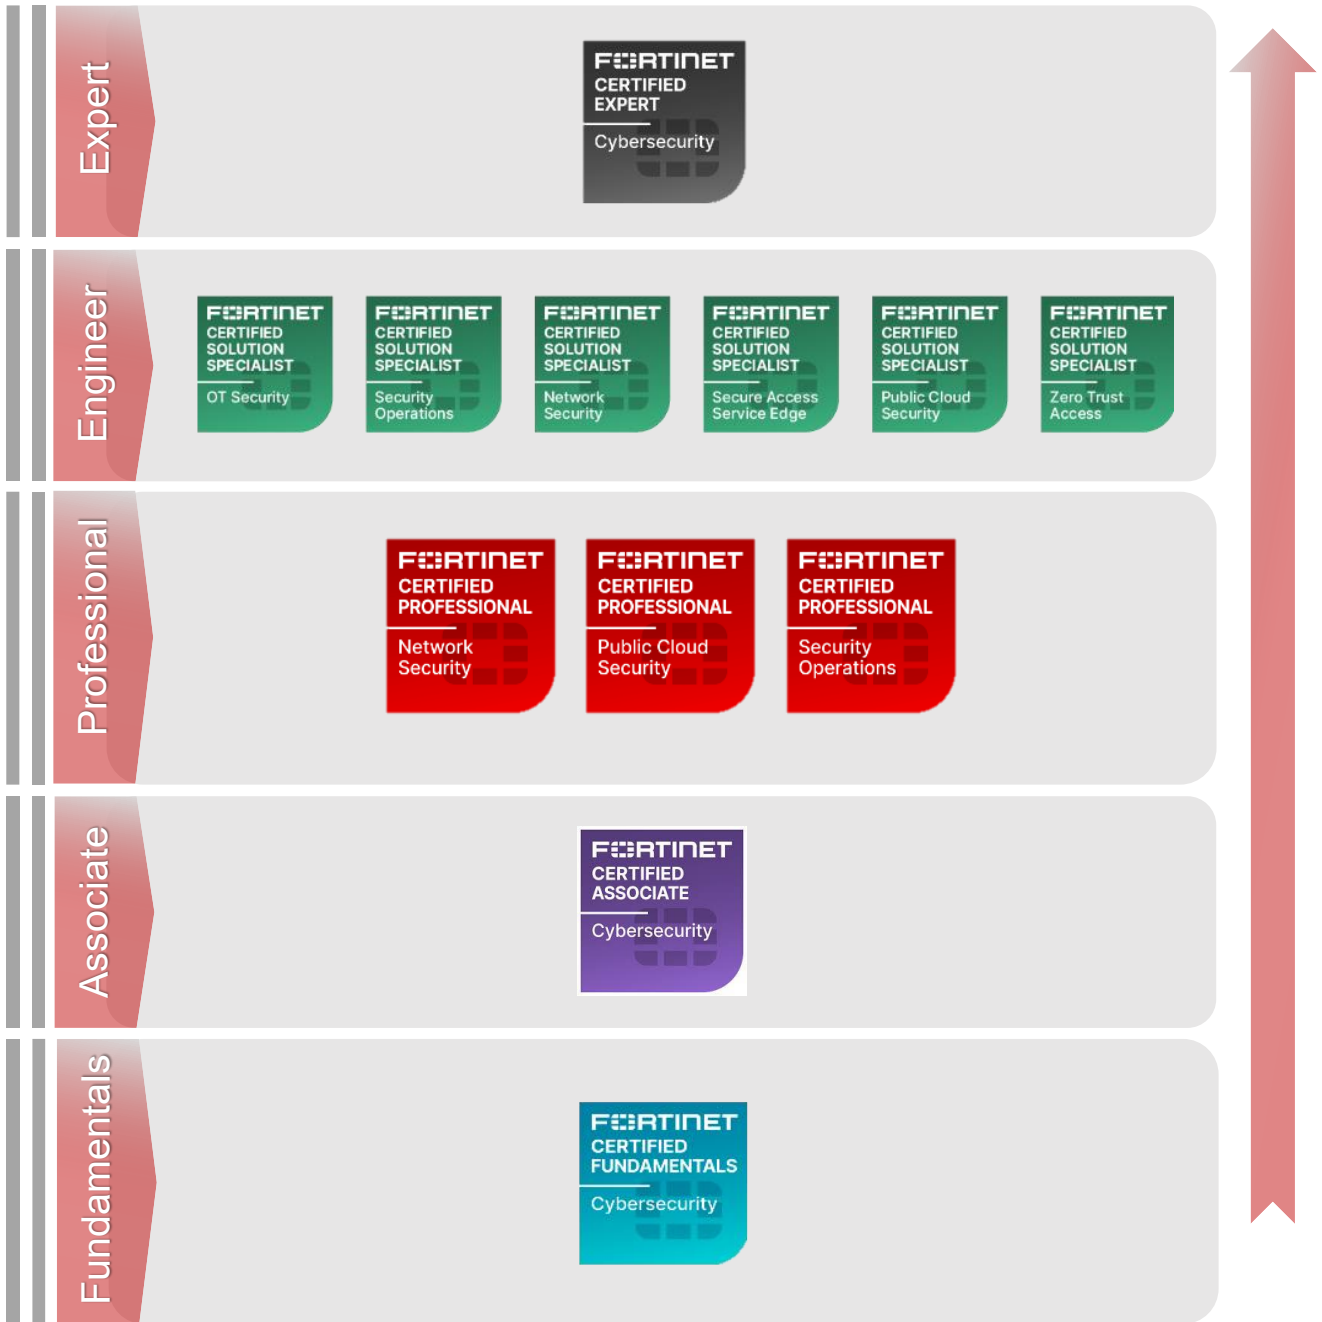 Expert
FORTINET
CERTIFIED
EXPERT
Cybersecurity
Engineer
FORTINET
CERTIFIED
SOLUTION
SPECIALIST
OT Security
FORTINET
CERTIFIED
SOLUTION
SPECIALIST
Security
Operations
FORTINET
CERTIFIED
SOLUTION
SPECIALIST
Network
Security
FORTINET
CERTIFIED
SOLUTION
SPECIALIST
Secure Access
Service Edge
FORTINET
CERTIFIED
SOLUTION
SPECIALIST
Public Cloud
Security
FORTINET
CERTIFIED
SOLUTION
SPECIALIST
Zero Trust
Access
Professional
FORTINET
CERTIFIED
PROFESSIONAL
Network
Security
FORTINET
CERTIFIED
PROFESSIONAL
Public Cloud
Security
FORTINET
CERTIFIED
PROFESSIONAL
Security
Operations
Associate
FORTINET
CERTIFIED
ASSOCIATE
Cybersecurity
Fundamentals
FORTINET
CERTIFIED
FUNDAMENTALS
Cybersecurity